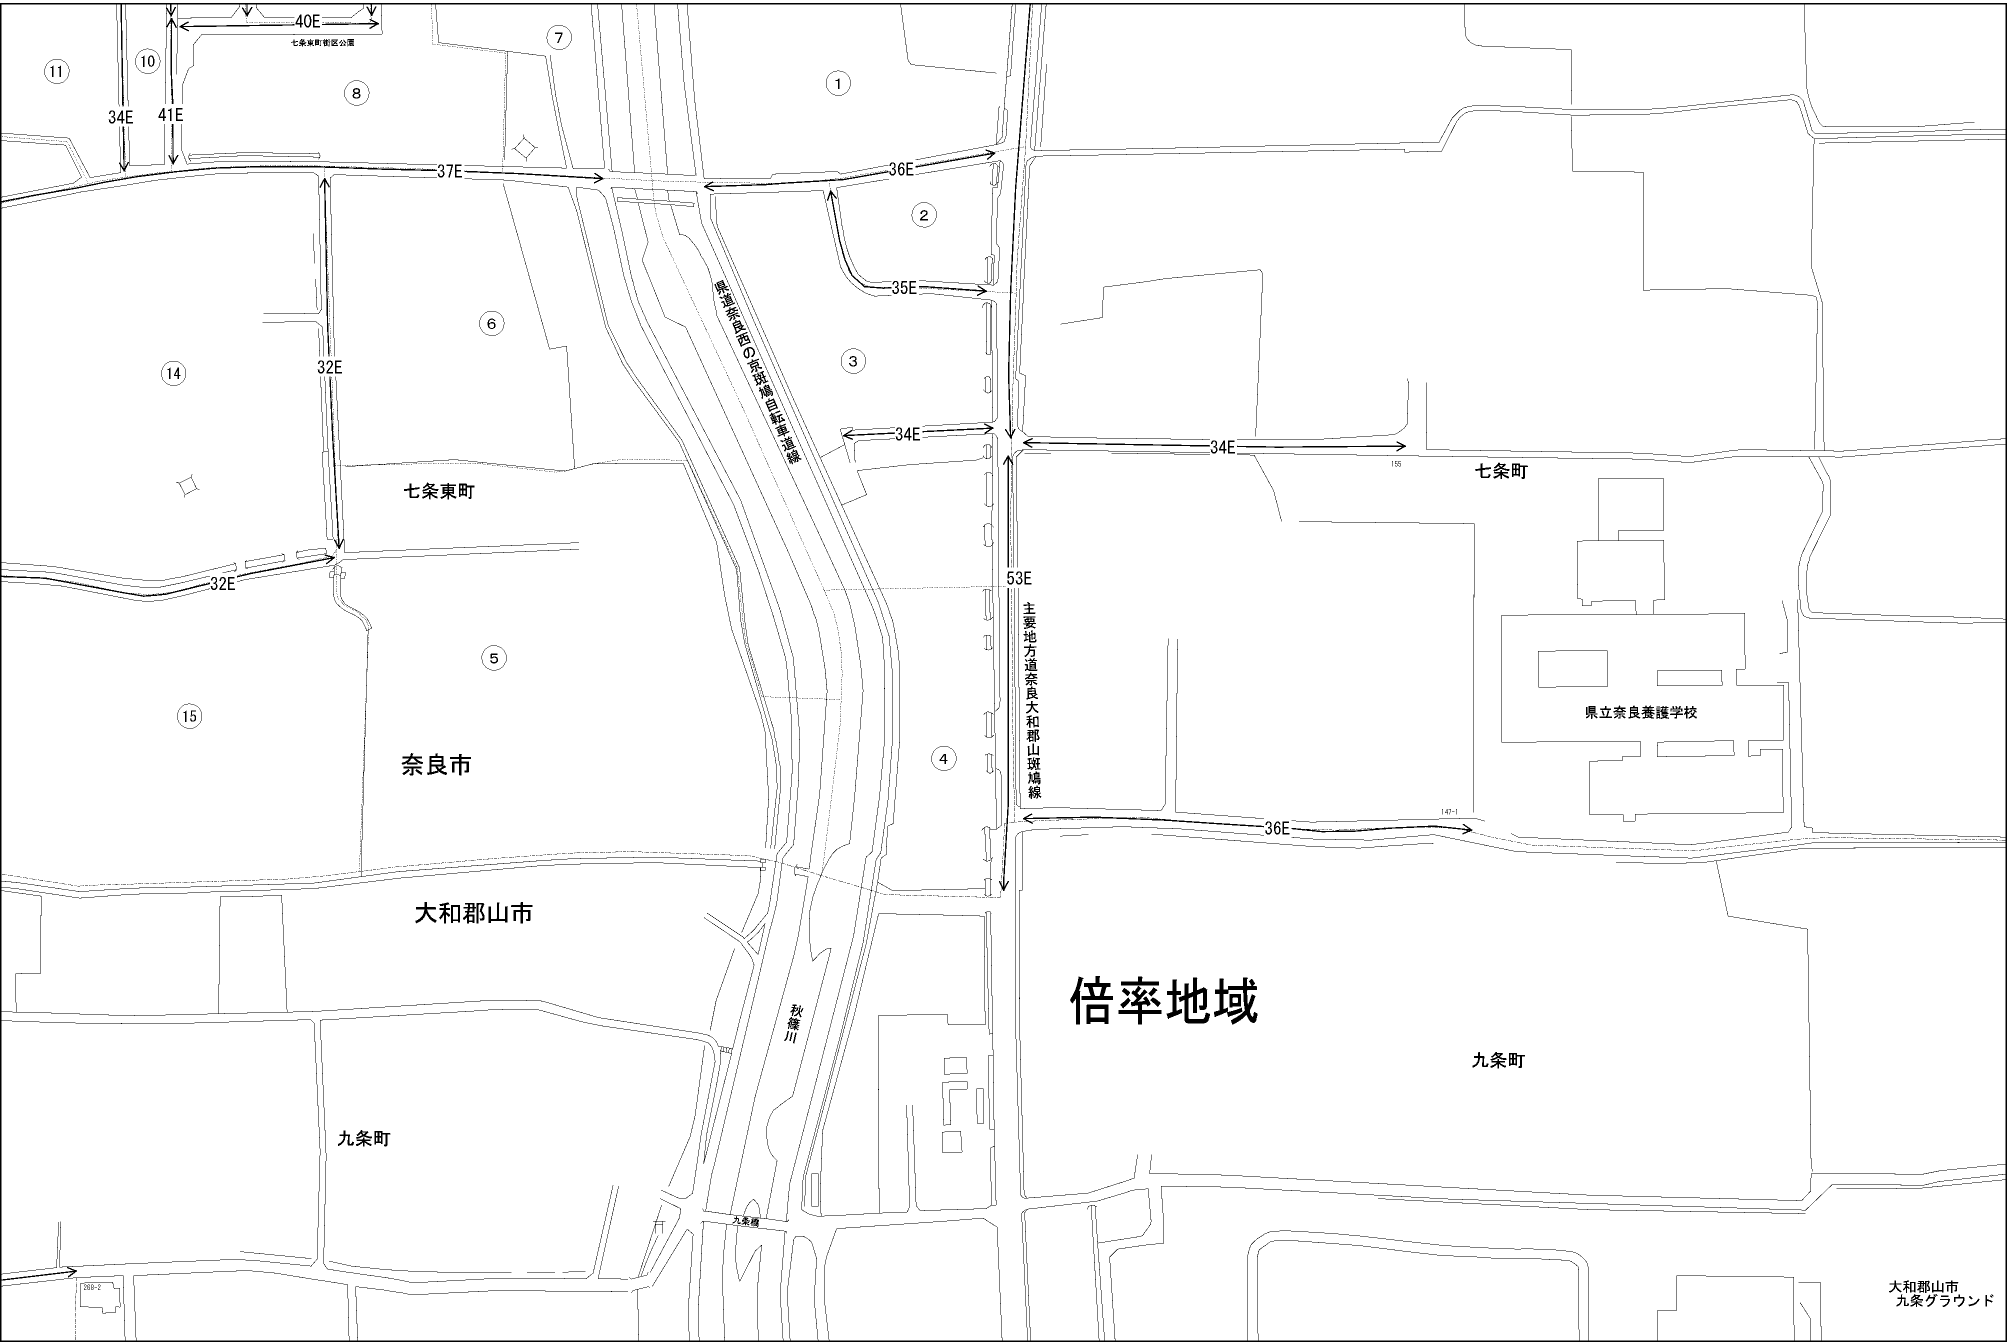 40E
七条東町街区公園
⑦
⑪
⑩
⑧
①
34E
41E
37E
36E
②
35E
県道奈良西の京斑鳩自転車道線
⑥
③
32E
⑭
34E
34E
155
七条町
七条東町
53E
32E
主要地方道奈良大和郡山斑鳩線
⑤
⑮
県立奈良養護学校
奈良市
④
147-1
36E
大和郡山市
倍率地域
秋篠川
九条町
九条町
九条橋
268-2
大和郡山市
九条グラウンド